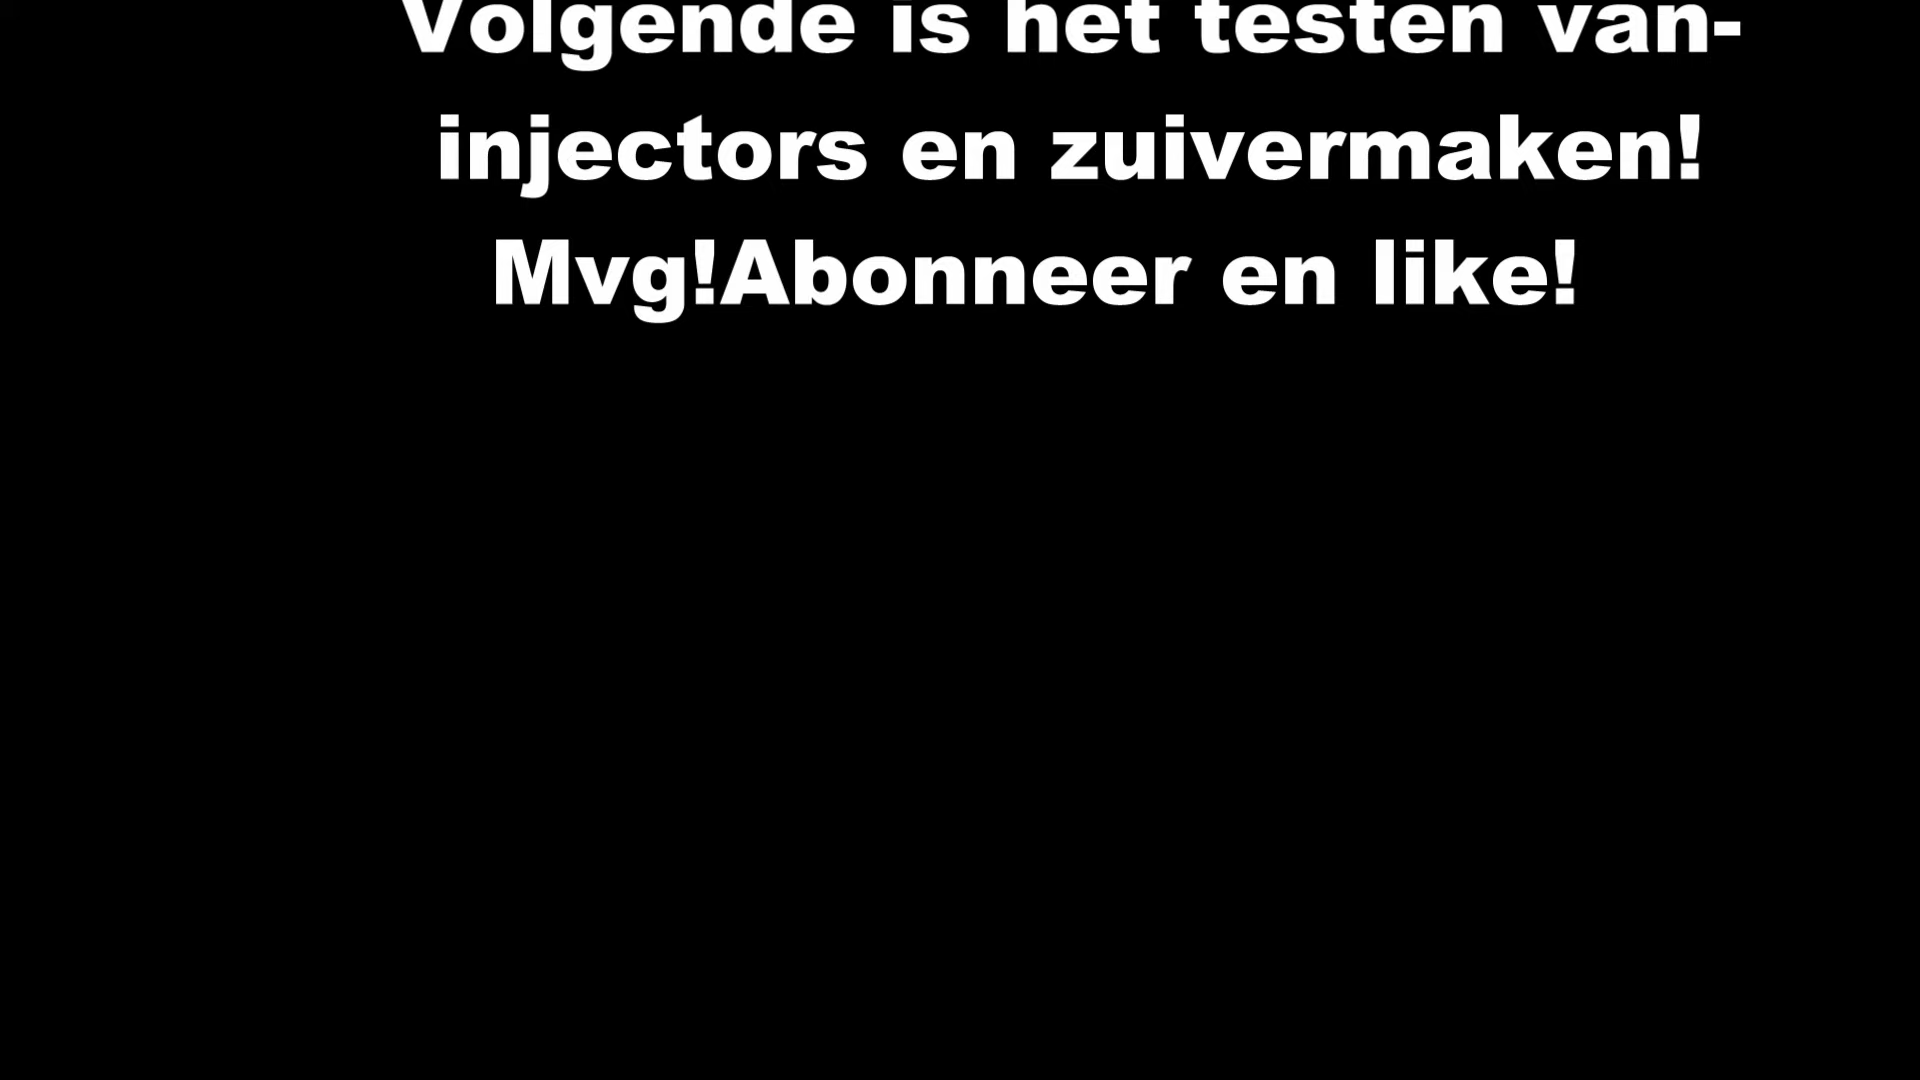 Volgende is het testen van-
injectors en zuivermaken!
Mvg!Abonneer en like!